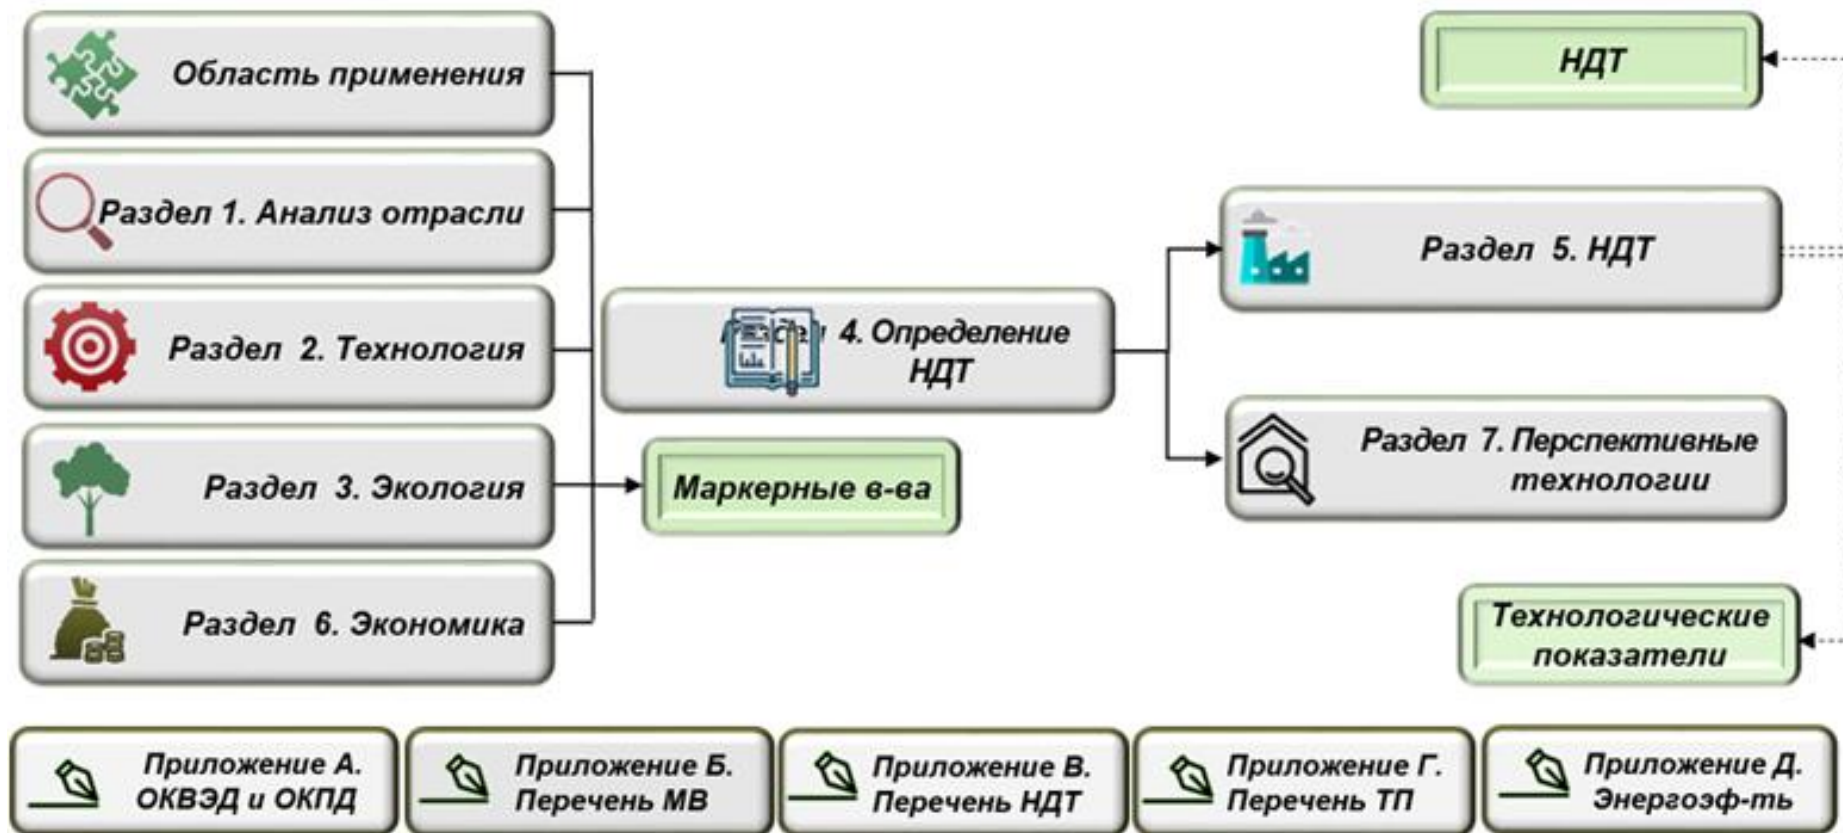 Область применения
Раздел 1. Анализ отрасли
Раздел 2. Технология
Раздел 3. Экология
Раздел 6. Экономика
Раздел 4. Определение
НДТ
Маркерные в-ва
НДТ
Раздел 5. НДТ
Раздел 7. Перспективные
технологии
Технологические
показатели
Приложение А.
ОКВЭД и ОКПД
Приложение Б.
Перечень МВ
Приложение В.
Перечень НДТ
Приложение Г.
Перечень ТП
Приложение Д.
Энергоэф-ть